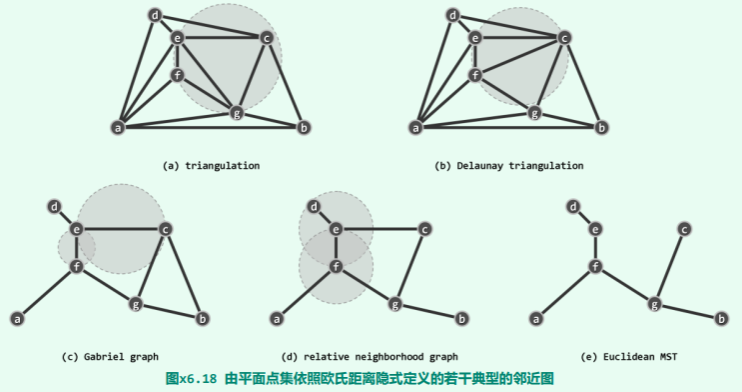 d
e
c
f
g
a
b
d
e
c
f
g
a
b
(a) triangulation
(b) Delaunay triangulation
d
e
c
f
g
a
b
d
e
c
f
g
a
b
d
e
c
f
g
a
b
(c) Gabriel graph
(d) relative neighborhood graph
(e) Euclidean MST
图x6.18 由平面点集依照欧氏距离隐式定义的若干典型的邻近图